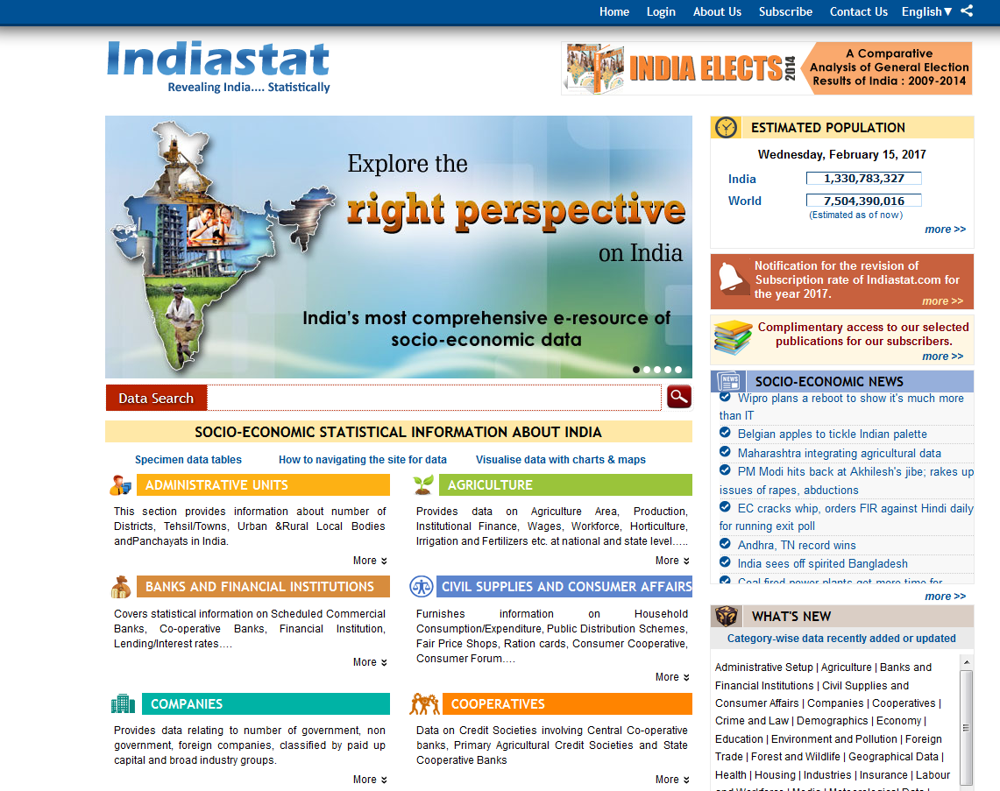 Home Login About Us Subscribe Contact Us English▼
Indiastat
Revealing India.... Statistically
INDIA ELECTS 2014
A Comparative
Analysis of General Election
Results of India : 2009-2014
Explore the
right perspective
on India
India's most comprehensive e-resource of
socio-economic data
Data Search
SOCIO-ECONOMIC STATISTICAL INFORMATION ABOUT INDIA
Specimen data tables How to navigating the site for data Visualise data with charts & maps
ADMINISTRATIVE UNITS
This section provides information about number of
Districts, Tehsil/Towns, Urban &Rural Local Bodies
andPanchayats in India.
More
AGRICULTURE
Provides data on Agriculture Area, Production,
Institutional Finance, Wages, Workforce, Horticulture,
Irrigation and Fertilizers etc. at national and state level.....
More
BANKS AND FINANCIAL INSTITUTIONS
Covers statistical information on Scheduled Commercial
Banks, Co-operative Banks, Financial Institution,
Lending/Interest rates....
More
CIVIL SUPPLIES AND CONSUMER AFFAIRS
Furnishes information on Household
Consumption/Expenditure, Public Distribution Schemes,
Fair Price Shops, Ration cards, Consumer Cooperative,
Consumer Forum....
More
COMPANIES
Provides data relating to number of government, non
government, foreign companies, classified by paid up
capital and broad industry groups.
More
COOPERATIVES
Data on Credit Societies involving Central Co-operative
banks, Primary Agricultural Credit Societies and State
Cooperative Banks
More
ESTIMATED POPULATION
Wednesday, February 15, 2017
India 1,330,783,327
World 7,504,390,016
(Estimated as of now)
more >>
Notification for the revision of
Subscription rate of Indiastat.com for
the year 2017.
more >>
Complimentary access to our selected
publications for our subscribers.
more >>
NEWS
SOCIO-ECONOMIC NEWS
Wipro plans a reboot to show it's much more
than IT
Belgian apples to tickle Indian palette
Maharashtra integrating agricultural data
PM Modi hits back at Akhilesh's jibe; rakes up
issues of rapes, abductions
EC cracks whip, orders FIR against Hindi daily
for running exit poll
Andhra, TN record wins
India sees off spirited Bangladesh
Coal fired power plants get more time for
more >>
WHAT'S NEW
Category-wise data recently added or updated
Administrative Setup | Agriculture | Banks and
Financial Institutions | Civil Supplies and
Consumer Affairs | Companies | Cooperatives |
Crime and Law | Demographics | Economy |
Education | Environment and Pollution | Foreign
Trade | Forest and Wildlife | Geographical Data |
Health | Housing | Industries | Insurance | Labour
and Workforce | Media | Meteorological Data |